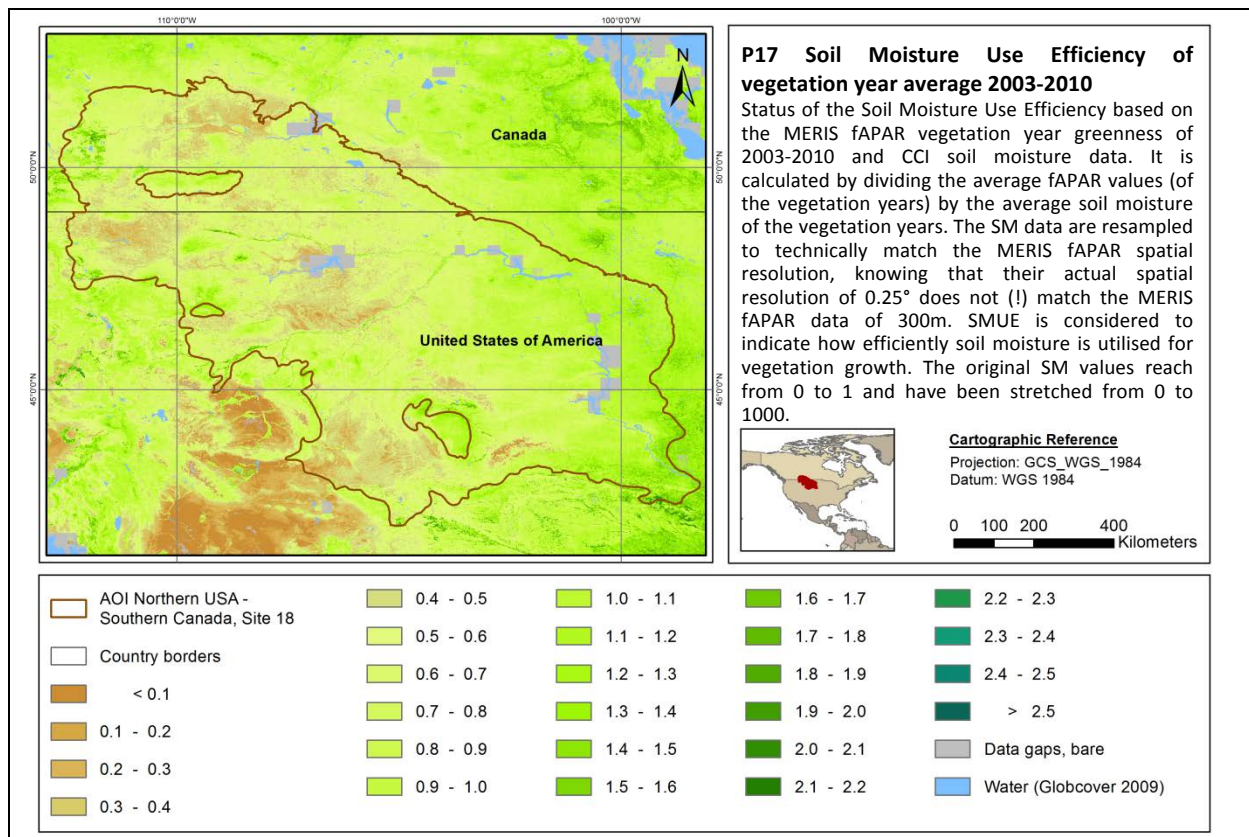 110°0'0"W
100°0'0"W
N
Canada
50°0'0"N
50°0'0"N
United States of America
45°0'0"N
45°0'0"N
P17 Soil Moisture Use Efficiency of
vegetation year average 2003-2010
Status of the Soil Moisture Use Efficiency based on
the MERIS fAPAR vegetation year greenness of
2003-2010 and CCI soil moisture data. It is
calculated by dividing the average fAPAR values (of
the vegetation years) by the average soil moisture
of the vegetation years. The SM data are resampled
to technically match the MERIS fAPAR spatial
resolution, knowing that their actual spatial
resolution of 0.25° does not (!) match the MERIS
fAPAR data of 300m. SMUE is considered to
indicate how efficiently soil moisture is utilised for
vegetation growth. The original SM values reach
from 0 to 1 and have been stretched from 0 to
1000.
Cartographic Reference
Projection: GCS_WGS_1984
Datum: WGS 1984
0 100 200 400
Kilometers
AOI Northern USA -
Southern Canada, Site 18
Country borders
< 0.1
0.1 - 0.2
0.2 - 0.3
0.3 - 0.4
0.4 - 0.5
0.5 - 0.6
0.6 - 0.7
0.7 - 0.8
0.8 - 0.9
0.9 - 1.0
1.0 - 1.1
1.1 - 1.2
1.2 - 1.3
1.3 - 1.4
1.4 - 1.5
1.5 - 1.6
1.6 - 1.7
1.7 - 1.8
1.8 - 1.9
1.9 - 2.0
2.0 - 2.1
2.1 - 2.2
2.2 - 2.3
2.3 - 2.4
2.4 - 2.5
> 2.5
Data gaps, bare
Water (Globcover 2009)